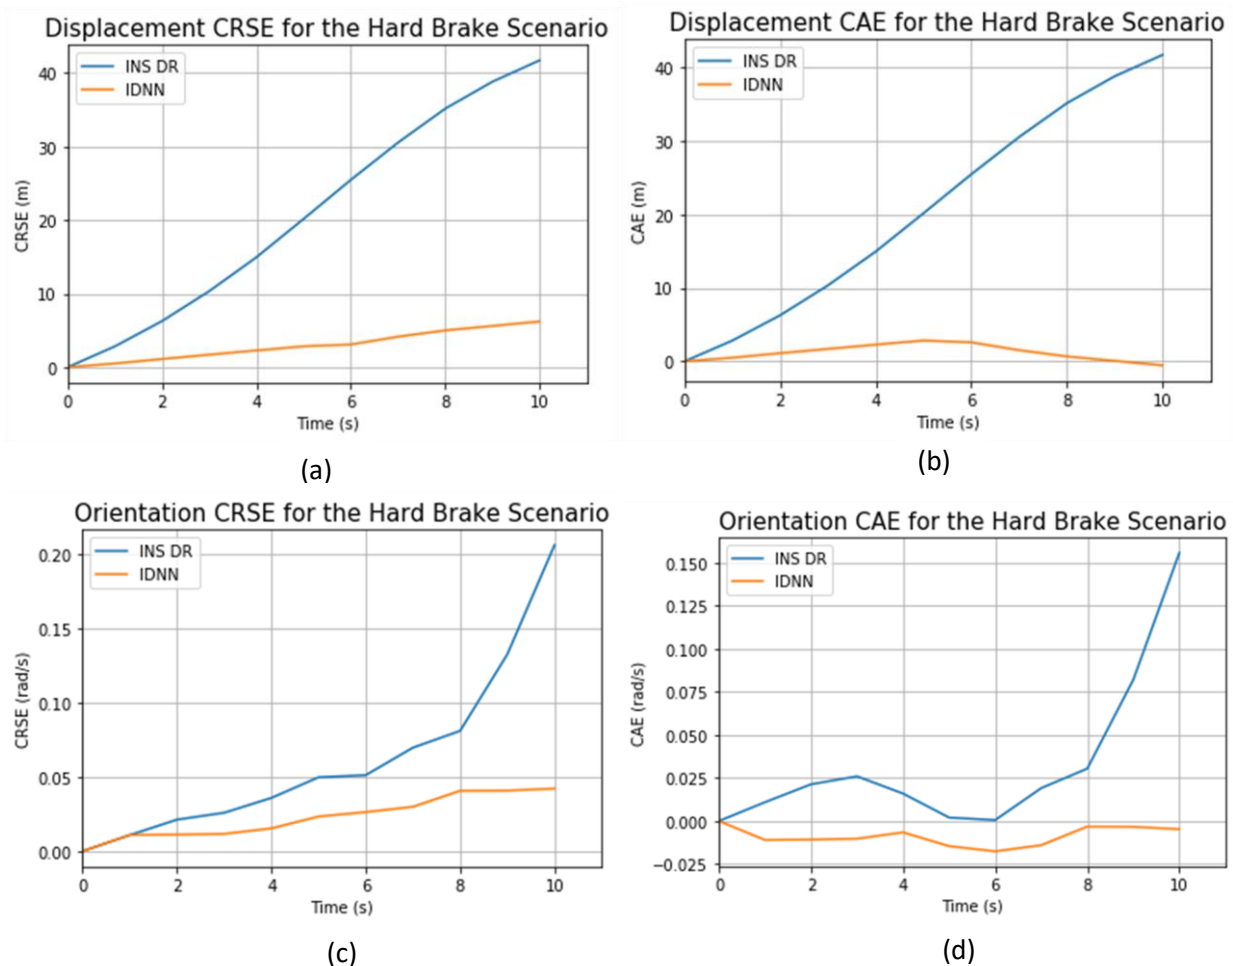 Displacement CRSE for the Hard Brake Scenario
INS DR
IDNN
40
30
20
10
0
CRSE (m)
0 2 4 6 8 10
Time (s)
(a)
Displacement CAE for the Hard Brake Scenario
INS DR
IDNN
40
30
20
10
0
CAE (m)
0 2 4 6 8 10
Time (s)
(b)
Orientation CRSE for the Hard Brake Scenario
INS DR
IDNN
0.20
0.15
0.10
0.05
0.00
CRSE (rad/s)
0 2 4 6 8 10
Time (s)
(c)
Orientation CAE for the Hard Brake Scenario
INS DR
IDNN
0.150
0.125
0.100
0.075
0.050
0.025
0.000
−0.025
CAE (rad/s)
0 2 4 6 8 10
Time (s)
(d)